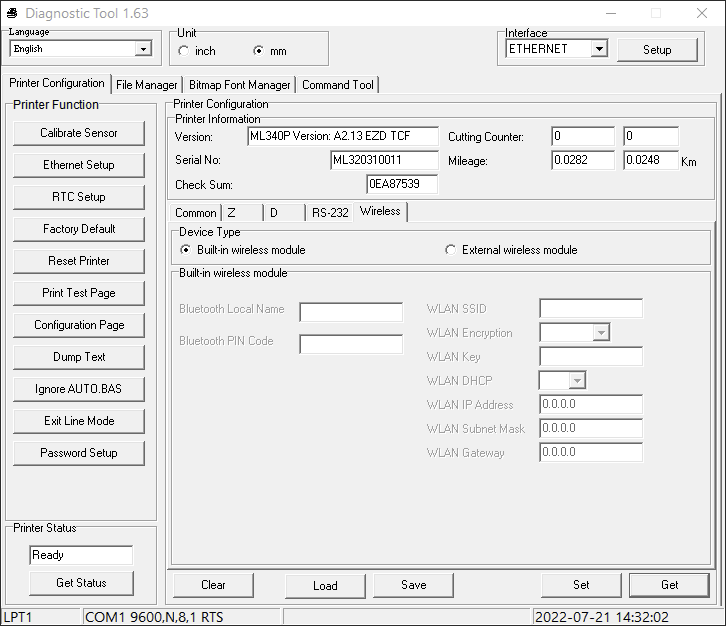 Diagnostic Tool 1.63
Language
English
Unit
inch
mm
Interface
ETHERNET
Setup
Printer Configuration
File Manager
Bitmap Font Manager
Command Tool
Printer Function
Calibrate Sensor
Ethernet Setup
RTC Setup
Factory Default
Reset Printer
Print Test Page
Configuration Page
Dump Text
Ignore AUTO.BAS
Exit Line Mode
Password Setup
Printer Status
Ready
Get Status
Printer Configuration
Printer Information
Version:
ML340P Version: A2.13 EZD TCF
Cutting Counter:
0
0
Serial No:
ML320310011
Mileage:
0.0282
0.0248
Km
Check Sum:
0EA87539
Common
Z
D
RS-232
Wireless
Device Type
Built-in wireless module
External wireless module
Built-in wireless module
Bluetooth Local Name
Bluetooth PIN Code
WLAN SSID
WLAN Encryption
WLAN Key
WLAN DHCP
WLAN IP Address
0.0.0.0
WLAN Subnet Mask
0.0.0.0
WLAN Gateway
0.0.0.0
Clear
Load
Save
Set
Get
LPT1
COM1 9600,N,8,1 RTS
2022-07-21 14:32:02